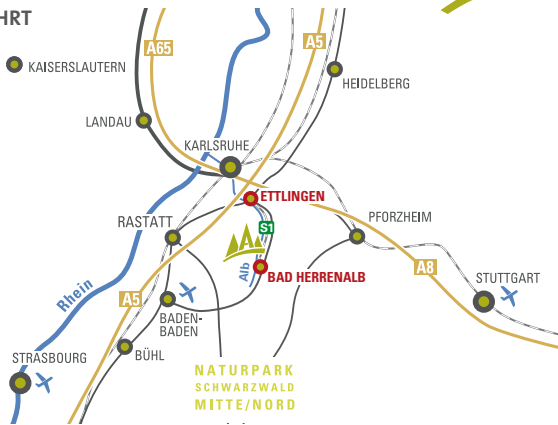 HRT
A65
A5
KAISERSLAUTERN
HEIDELBERG
LANDAU
KARLSRUHE
ETTLINGEN
RASTATT
S1
PFORZHEIM
Alb
BAD HERRENALB
A8
STUTTGART
Rhein
A5
BADEN-
BADEN
STRASBOURG
BÜHL
NATURPARK
SCHWARZWALD
MITTE/NORD